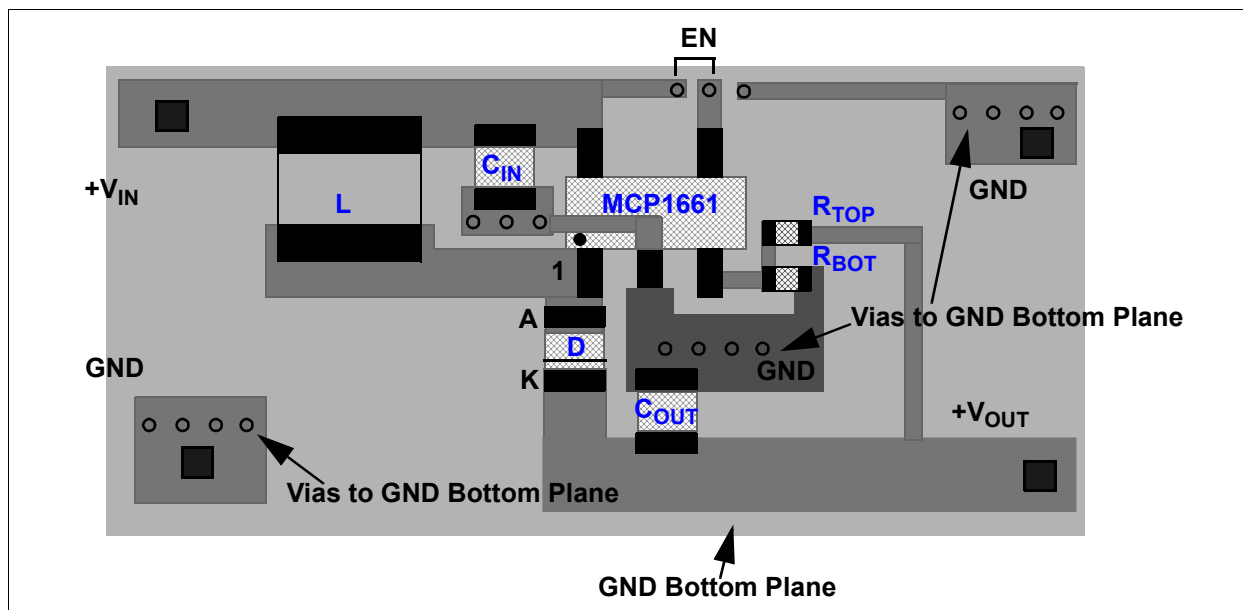 EN
+VIN
L
CIN
MCP1661
GND
RTOP
RBOT
1
A
D
K
Vias to GND Bottom Plane
GND
GND
COUT
+VOUT
Vias to GND Bottom Plane
GND Bottom Plane